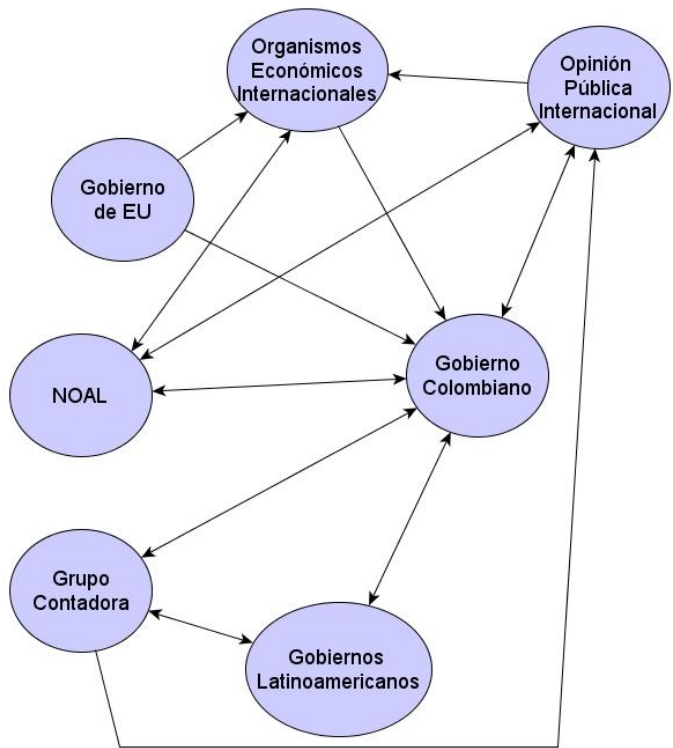 Organismos
Económicos
Internacionales
Opinión
Pública
Internacional
Gobierno
de EU
Gobierno
Colombiano
NOAL
Grupo
Contadora
Gobiernos
Latinoamericanos